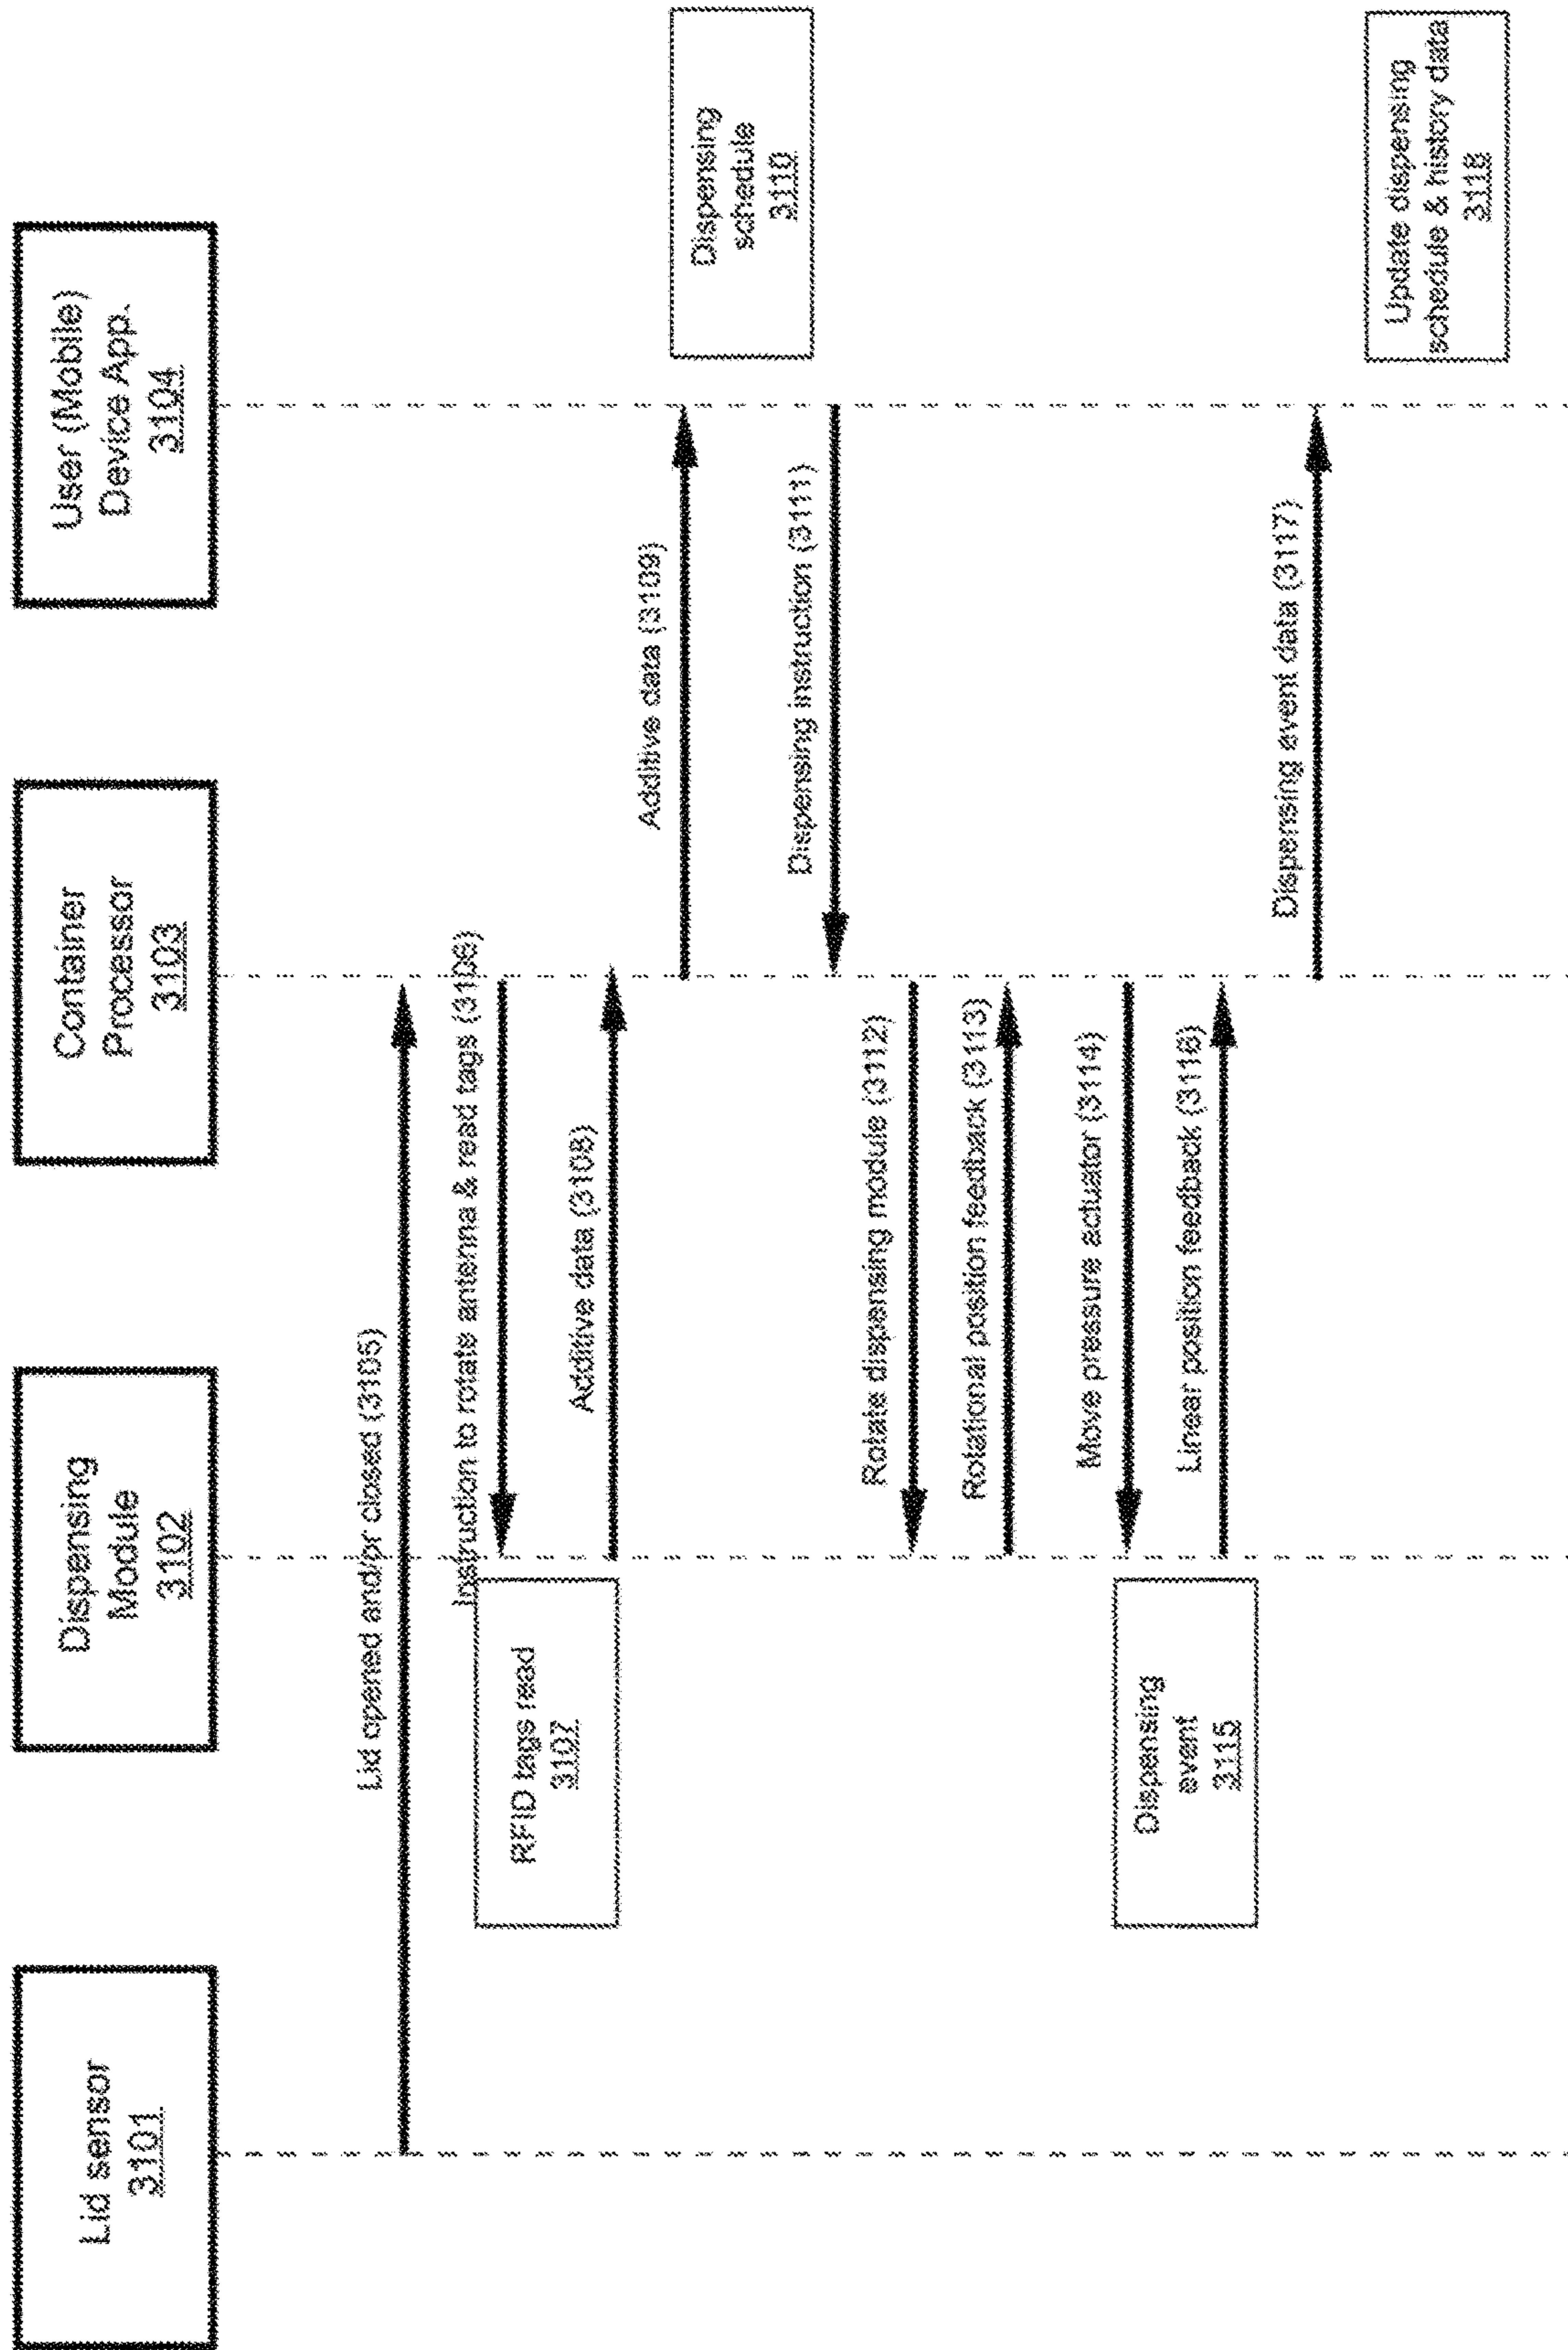 Lid sensor
3101
Dispensing
Module
3102
Container
Processor
3103
User (Mobile)
Device App.
3104
Lid opened and/or closed (3105)
Instruction to rotate antenna & read tags (3106)
RFID tags read
3107
Additive data (3108)
Additive data (3109)
Dispensing
schedule
3110
Dispensing instruction (3111)
Rotate dispensing module (3112)
Rotational position feedback (3113)
Move pressure actuator (3114)
Dispensing
event
3115
Linear position feedback (3116)
Dispensing event data (3117)
Update dispensing
schedule & history data
3118